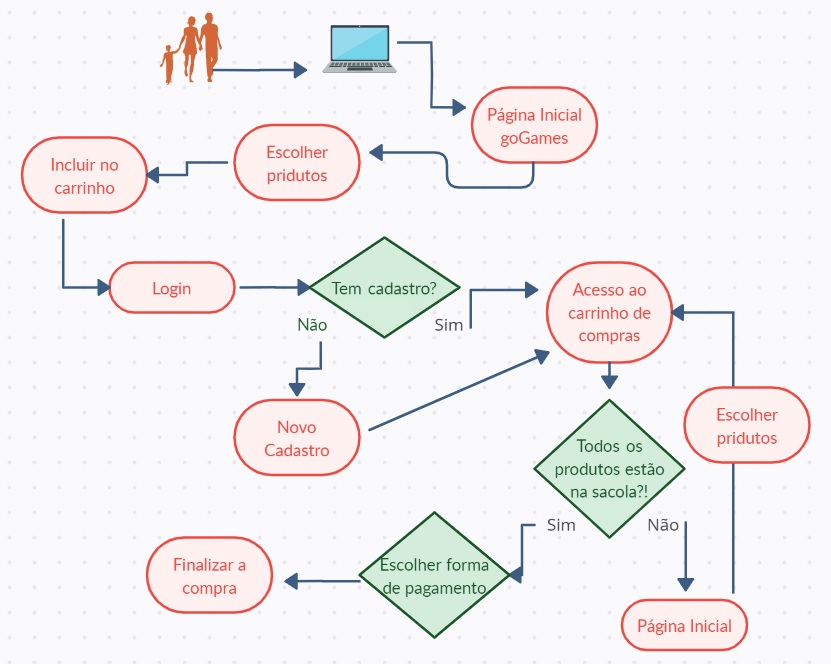 Página Inicial
goGames
Escolher
pridutos
Incluir no
carrinho
Login
Tem cadastro?
Não
Sim
Acesso ao
carrinho de
compras
Novo
Cadastro
Escolher
pridutos
Todos os
produtos estão
na sacola?!
Sim
Não
Escolher forma
de pagamento
Finalizar a
compra
Página Inicial